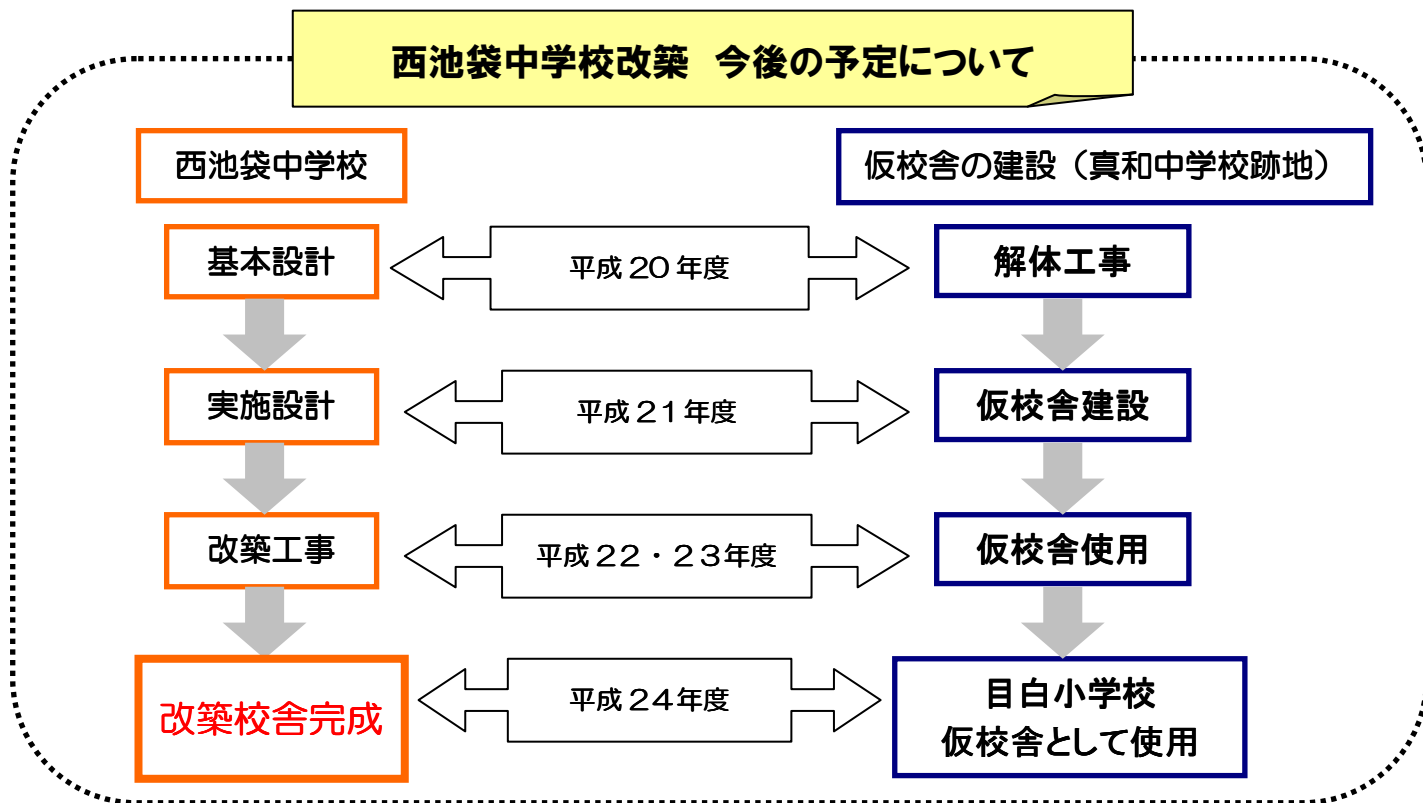 西池袋中学校改築 今後の予定について
西池袋中学校
仮校舎の建設（真和中学校跡地）
基本設計
平成20年度
解体工事
実施設計
平成21年度
仮校舎建設
改築工事
平成22・23年度
仮校舎使用
改築校舎完成
平成24年度
目白小学校
仮校舎として使用